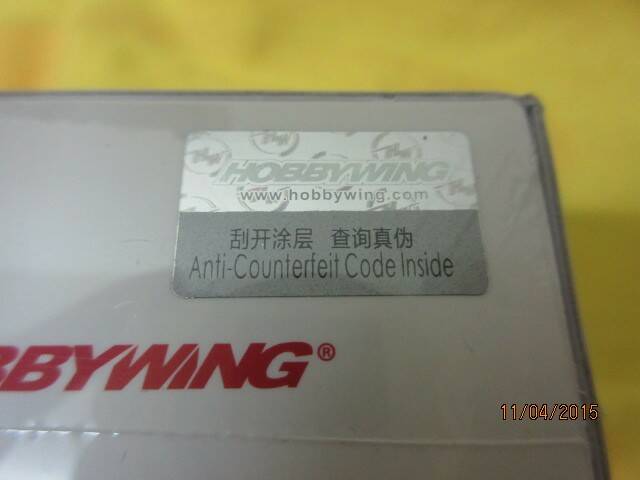 HOBBYWING
www.hobbywing.com
刮开涂层 查询真伪
Anti-Counterfeit Code Inside
BBYWING®
11/04/2015